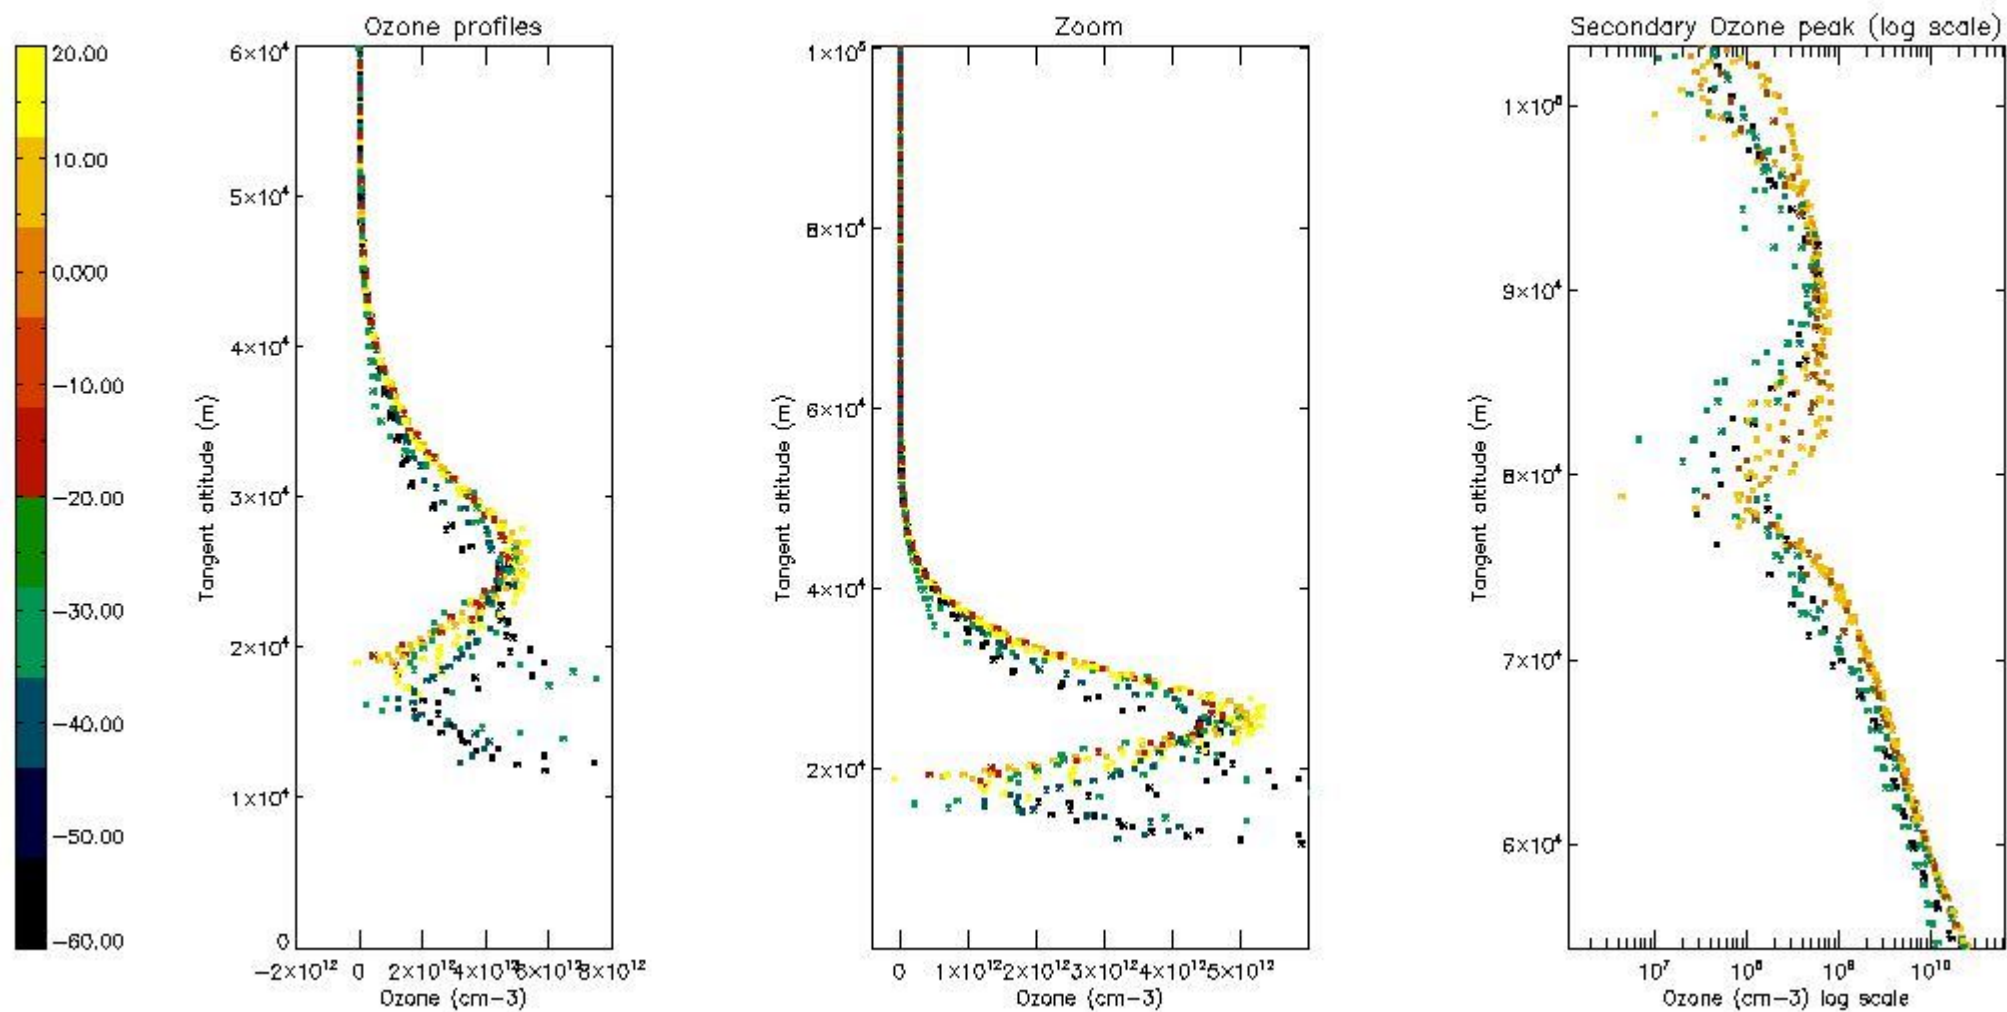 Ozone profiles
Zoom
Secondary Ozone peak (log scale)
20.00
10.00
0.000
−10.00
−20.00
−30.00
−40.00
−50.00
−60.00
6×10⁴
5×10⁴
4×10⁴
3×10⁴
2×10⁴
1×10⁴
0
Tangent altitude (m)
−2×10¹² 0 2×10¹² 4×10¹² 6×10¹² 8×10¹²
Ozone (cm−3)
1×10⁵
8×10⁴
6×10⁴
4×10⁴
2×10⁴
Tangent altitude (m)
0 1×10¹² 2×10¹² 3×10¹² 4×10¹² 5×10¹²
Ozone (cm−3)
9×10⁴
8×10⁴
7×10⁴
6×10⁴
Tangent altitude (m)
10⁷ 10⁸ 10⁹ 10¹⁰
Ozone (cm−3) log scale